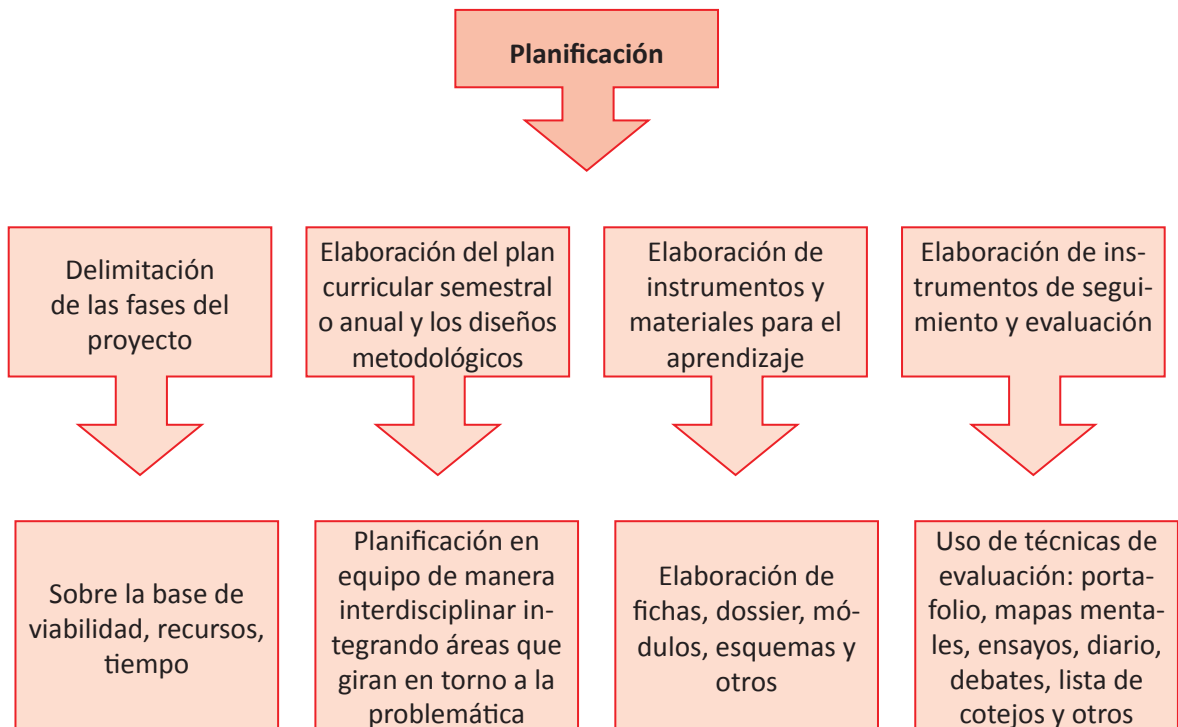 Planificación
Delimitación
de las fases del
proyecto
Elaboración del plan
curricular semestral
o anual y los diseños
metodológicos
Elaboración de
instrumentos y
materiales para el
aprendizaje
Elaboración de ins-
trumentos de segui-
miento y evaluación
Sobre la base de
viabilidad, recursos,
tiempo
Planificación en
equipo de manera
interdisciplinar in-
tegrando áreas que
giran en torno a la
problemática
Elaboración de
fichas, dossier, mó-
dulos, esquemas y
otros
Uso de técnicas de
evaluación: porta-
folio, mapas menta-
les, ensayos, diario,
debates, lista de
cotejos y otros